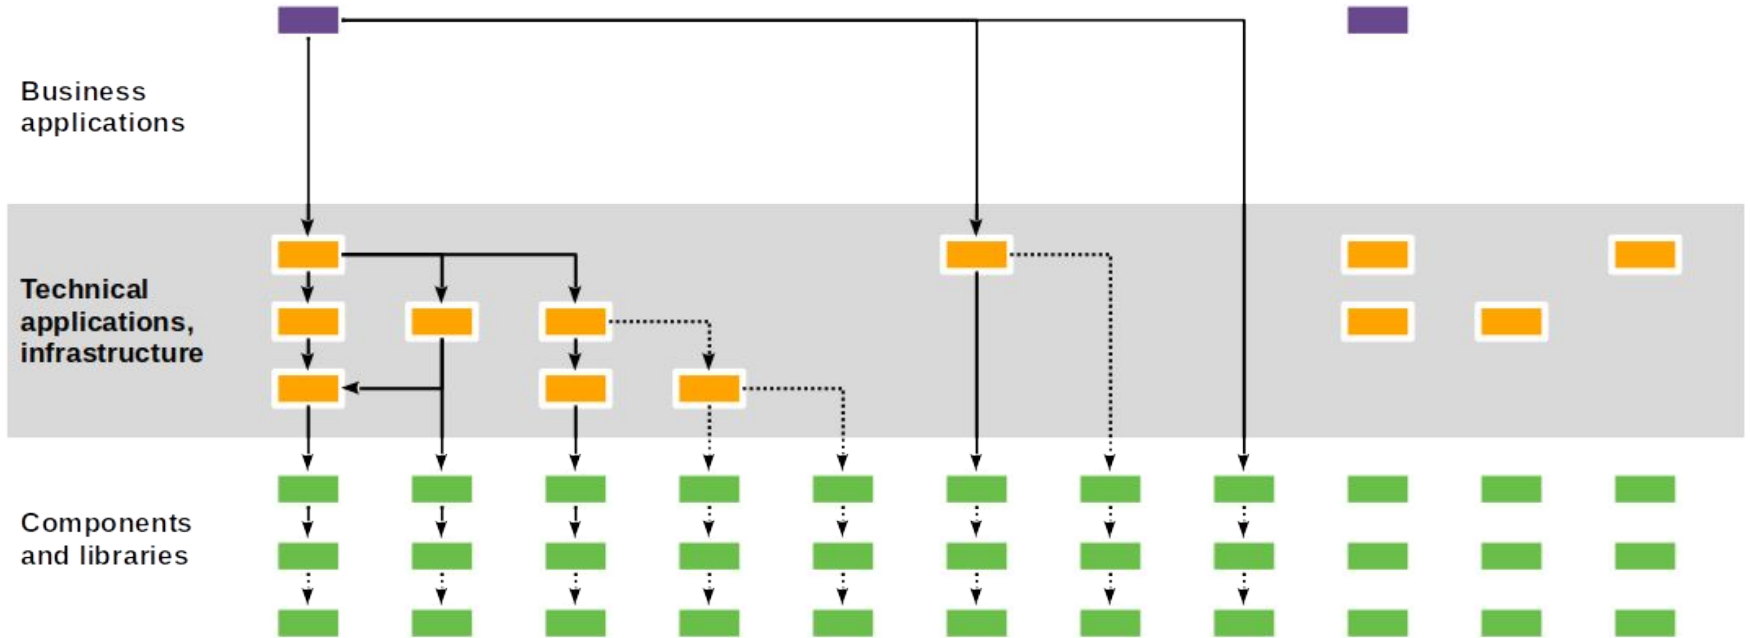 Business
applications
Technical
applications,
infrastructure
Components
and libraries